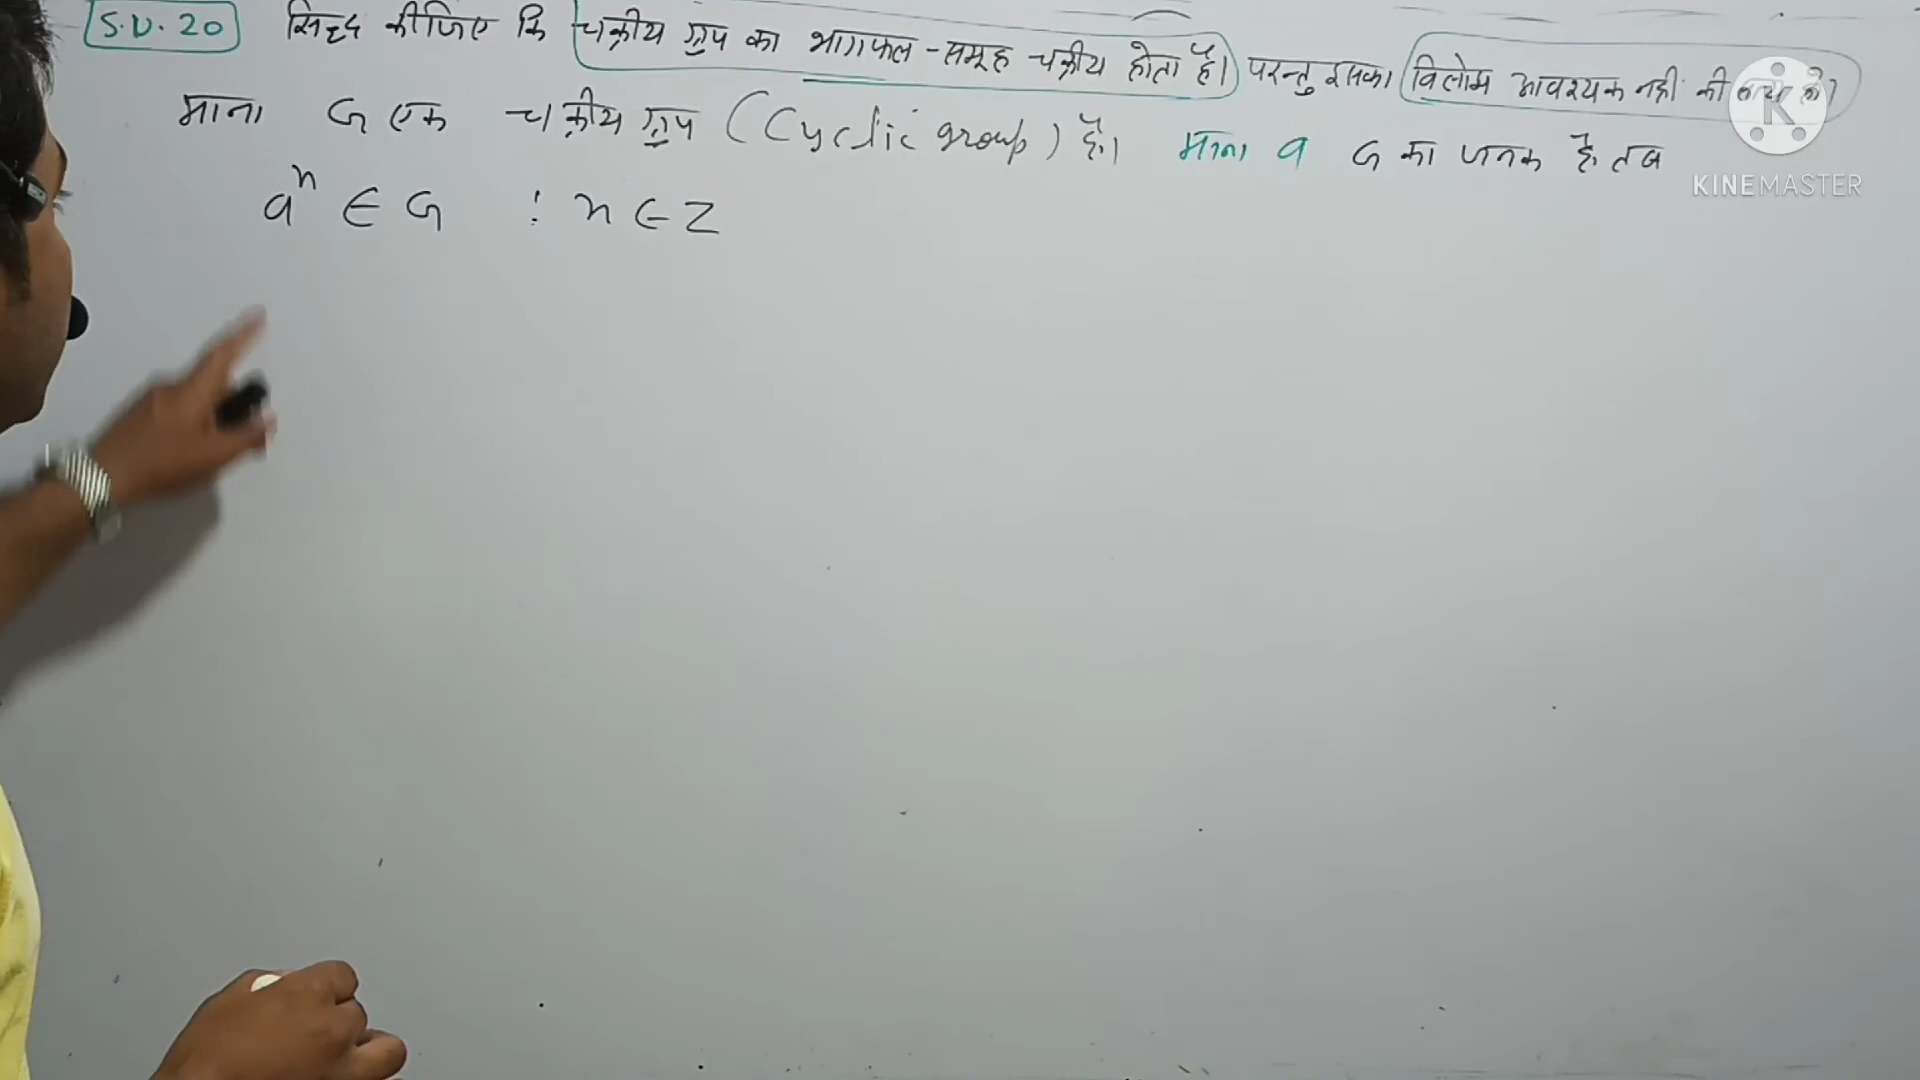 S.U. 20 सिद्ध कीजिए कि चक्रीय ग्रुप का भागफल-समूह चक्रीय होता है। परन्तु इसका विलोम आवश्यक नहीं की सत्य हो।
माना G एक चक्रीय ग्रुप (Cyclic group) है। माना a G का जनक है तब
aⁿ ∈ G : n ∈ Z
KINEMASTER